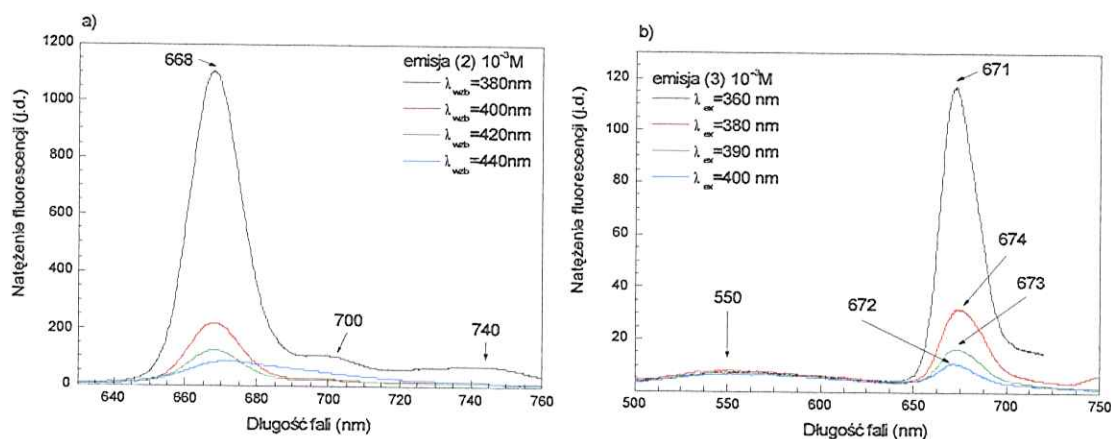 a)
1200
1000
800
600
400
200
0
Natężenie fluorescencji (j.d.)
668
700
740
emisja (2) 10⁻³M
λwzb=380nm
λwzb=400nm
λwzb=420nm
λwzb=440nm
640 660 680 700 720 740 760
Długość fali (nm)
b)
120
100
80
60
40
20
Natężenie fluorescencji (j.d.)
emisja (3) 10⁻³M
λex=360 nm
λex=380 nm
λex=390 nm
λex=400 nm
671
674
673
672
550
500 550 600 650 700 750
Długość fali (nm)